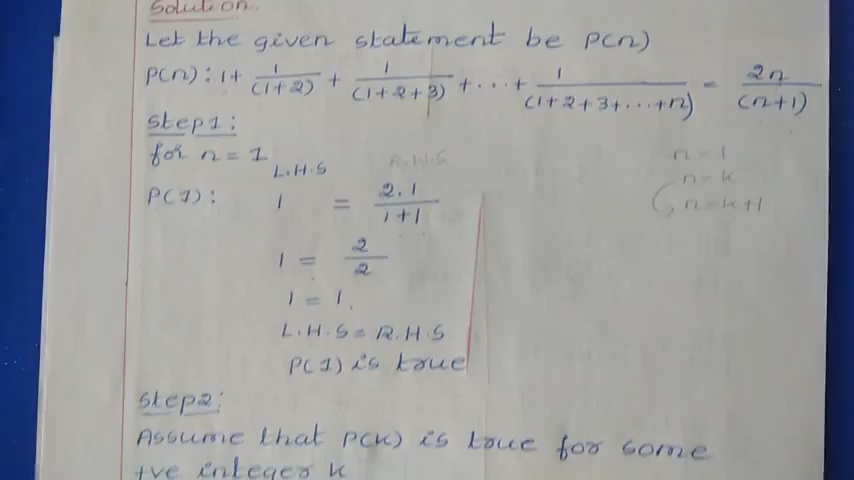 Solution.
Let the given statement be P(n)
P(n): 1 + 1/(1+2) + 1/(1+2+3) + ... + 1/(1+2+3+...+n) = 2n/(n+1)
Step1:
for n = 1
L.H.S R.H.S
n = 1
n = k
n = k+1
P(1): 1 = 2.1/1+1
1 = 2/2
1 = 1.
L.H.S = R.H.S
P(1) is true
Step2:
Assume that P(k) is true for some
+ve integer k